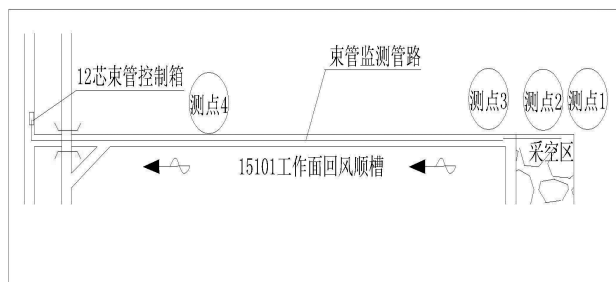 束管监测管路
12芯束管控制箱
测点4
测点3
测点2
测点1
采空区
15101工作面回风顺槽